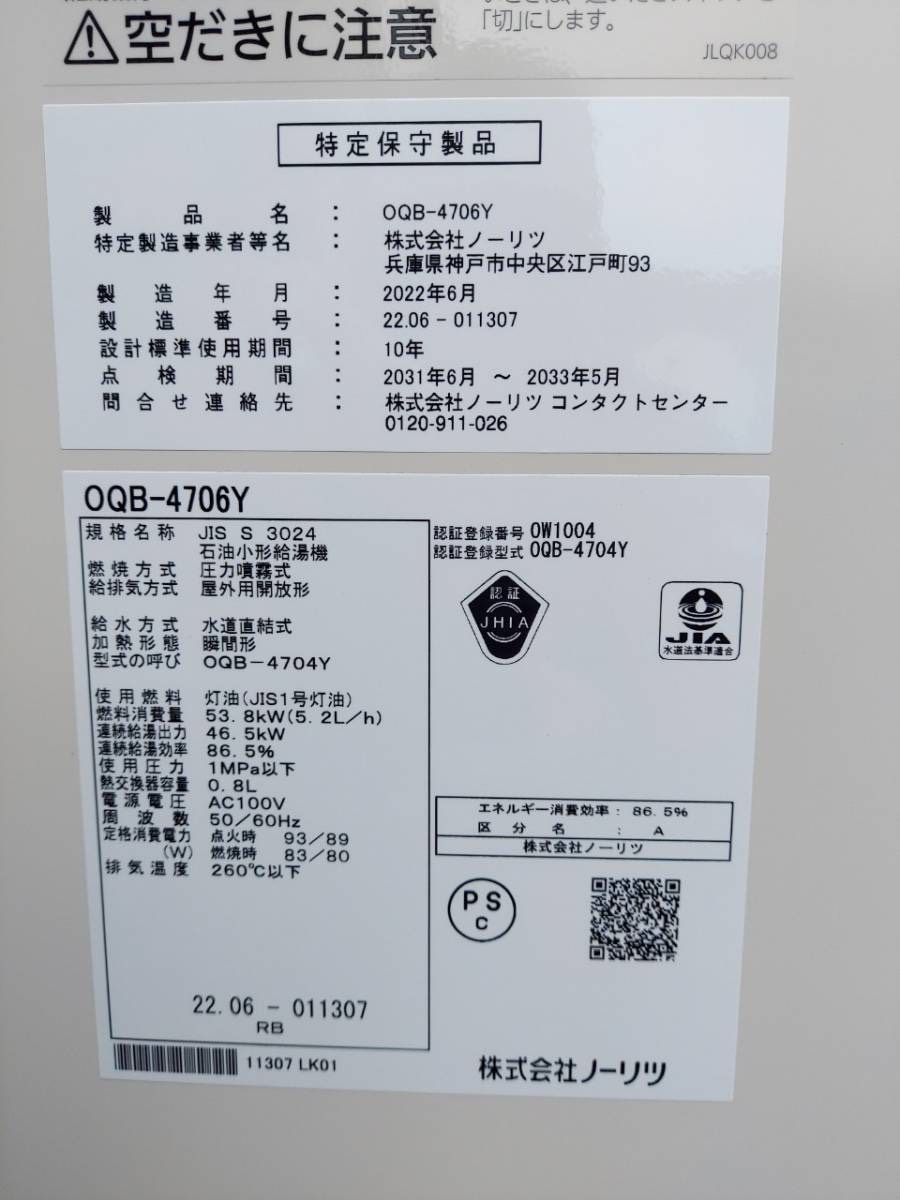 「切」にします。
⚠空だきに注意
JLQK008
特定保守製品
製品名 : OQB-4706Y
特定製造事業者等名 : 株式会社ノーリツ
兵庫県神戸市中央区江戸町93
製造年月 : 2022年6月
製造番号 : 22.06 - 011307
設計標準使用期間 : 10年
点検期間 : 2031年6月 ～ 2033年5月
問合せ連絡先 : 株式会社ノーリツ コンタクトセンター
0120-911-026
OQB-4706Y
規格名称 JIS S 3024
石油小形給湯機
燃焼方式 圧力噴霧式
給排気方式 屋外用開放形
給水方式 水道直結式
加熱形態 瞬間形
型式の呼び OQB-4704Y
使用燃料 灯油(JIS1号灯油)
燃料消費量 53.8kW(5.2L/h)
連続給湯出力 46.5kW
連続給湯効率 86.5%
使用圧力 1MPa以下
熱交換器容量 0.8L
電源電圧 AC100V
周波数 50/60Hz
定格消費電力 点火時 93/89
(W) 燃焼時 83/80
排気温度 260℃以下
22.06 - 011307
RB
11307 LK01
認証登録番号 OW1004
認証登録型式 OQB-4704Y
認証
JHIA
JIA
水道法基準適合
エネルギー消費効率: 86.5%
区分名 : A
株式会社ノーリツ
PS
C
株式会社ノーリツ